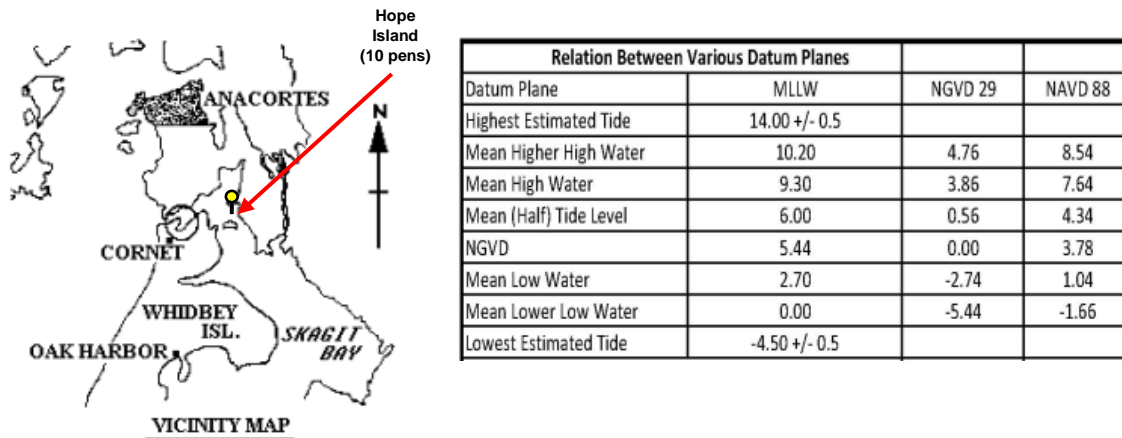 Hope
Island
(10 pens)
ANACORTES
N
CORNET
WHIDBEY
ISL.
SKAGIT
BAY
OAK HARBOR
VICINITY MAP
Relation Between Various Datum Planes
Datum Plane MLLW NGVD 29 NAVD 88
Highest Estimated Tide 14.00 +/- 0.5
Mean Higher High Water 10.20 4.76 8.54
Mean High Water 9.30 3.86 7.64
Mean (Half) Tide Level 6.00 0.56 4.34
NGVD 5.44 0.00 3.78
Mean Low Water 2.70 -2.74 1.04
Mean Lower Low Water 0.00 -5.44 -1.66
Lowest Estimated Tide -4.50 +/- 0.5